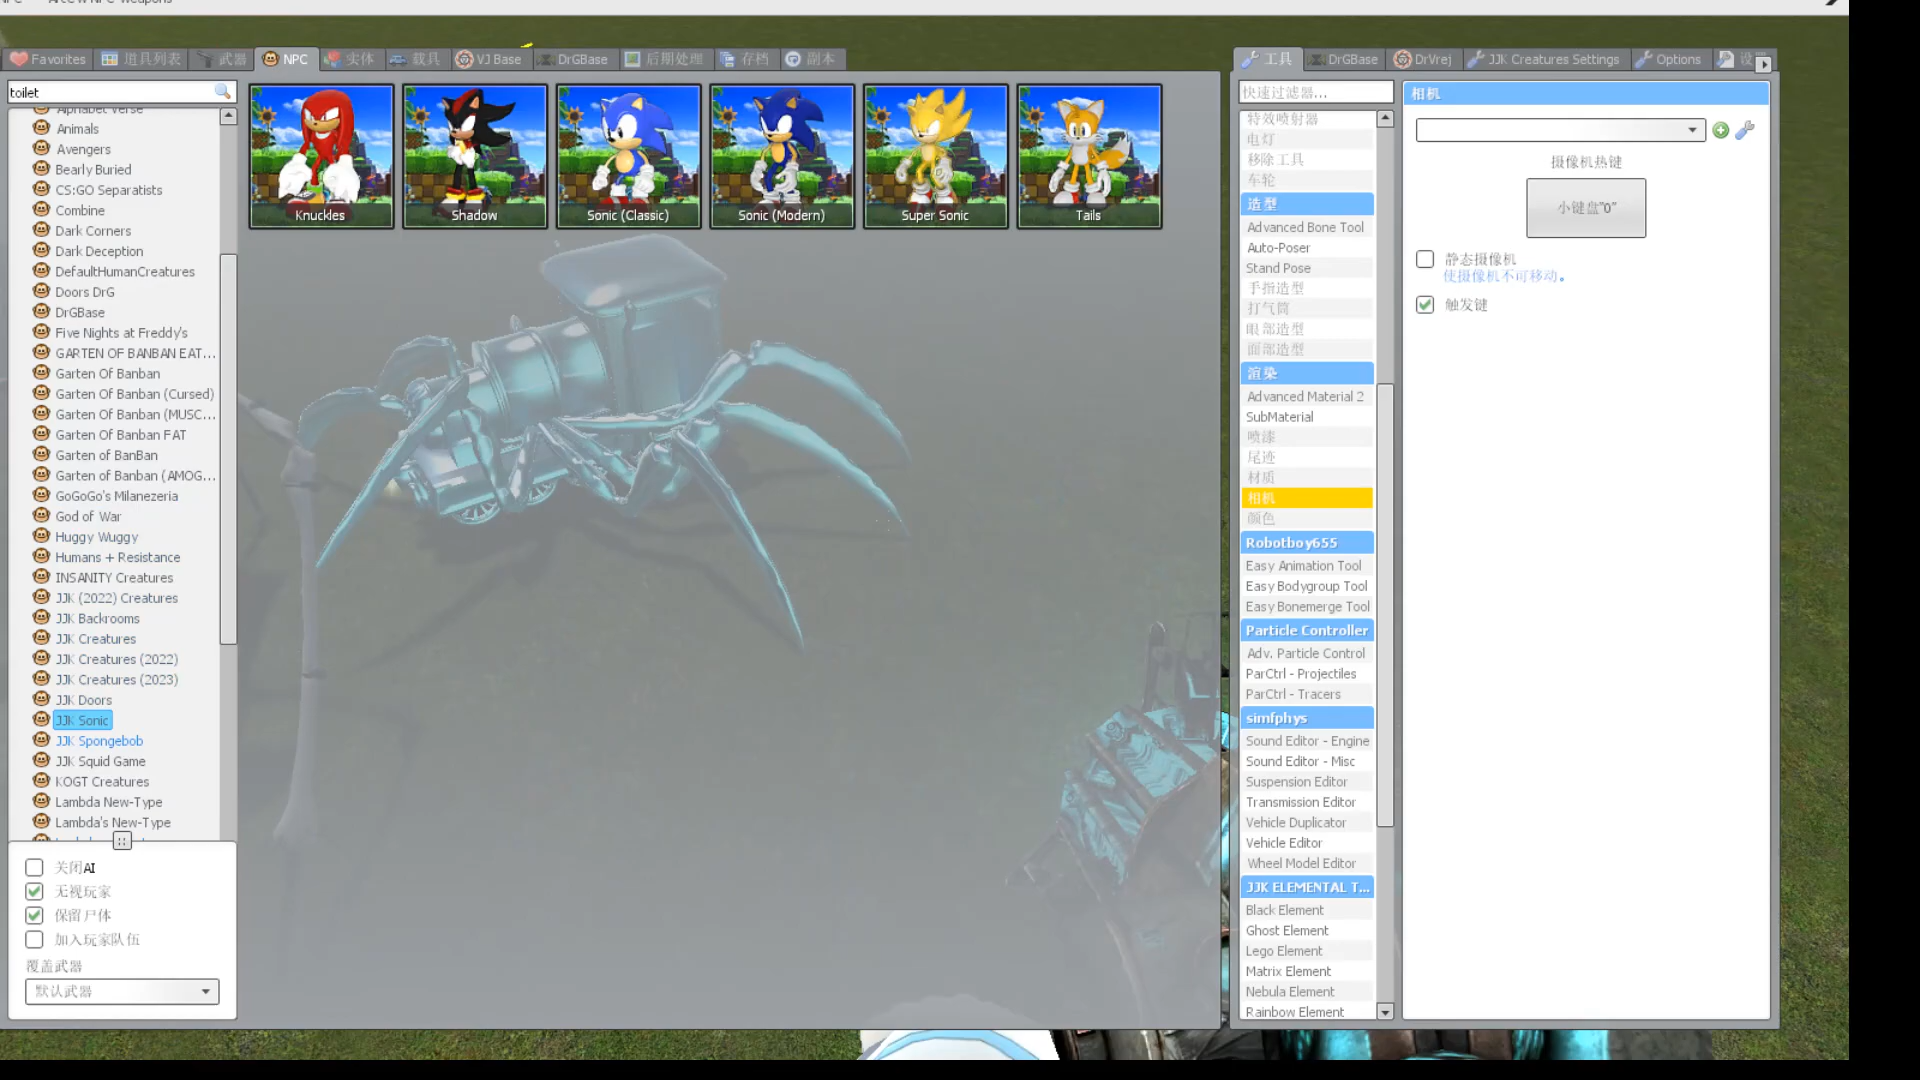 Favorites
道具列表
武器
NPC
实体
载具
VJ Base
DrGBase
后期处理
存档
副本
toilet
Alphabet Verse
Animals
Avengers
Bearly Buried
CS:GO Separatists
Combine
Dark Corners
Dark Deception
DefaultHumanCreatures
Doors DrG
DrGBase
Five Nights at Freddy's
GARTEN OF BANBAN EAT...
Garten Of Banban
Garten Of Banban (Cursed)
Garten Of Banban (MUSC...
Garten Of Banban FAT
Garten of BanBan
Garten of Banban (AMOG...
GoGoGo's Milanezeria
God of War
Huggy Wuggy
Humans + Resistance
INSANITY Creatures
JJK (2022) Creatures
JJK Backrooms
JJK Creatures
JJK Creatures (2022)
JJK Creatures (2023)
JJK Doors
JJK Sonic
JJK Spongebob
JJK Squid Game
KOGT Creatures
Lambda New-Type
Lambda's New-Type
关闭AI
无视玩家
保留尸体
加入玩家队伍
覆盖武器
默认武器
Knuckles
Shadow
Sonic (Classic)
Sonic (Modern)
Super Sonic
Tails
工具
DrGBase
DrVrej
JJK Creatures Settings
Options
快速过滤器...
特效喷射器
电灯
移除工具
车轮
造型
Advanced Bone Tool
Auto-Poser
Stand Pose
手指造型
打气筒
眼部造型
面部造型
渲染
Advanced Material 2
SubMaterial
喷漆
尾迹
材质
相机
颜色
Robotboy655
Easy Animation Tool
Easy Bodygroup Tool
Easy Bonemerge Tool
Particle Controller
Adv. Particle Control
ParCtrl - Projectiles
ParCtrl - Tracers
simfphys
Sound Editor - Engine
Sound Editor - Misc
Suspension Editor
Transmission Editor
Vehicle Duplicator
Vehicle Editor
Wheel Model Editor
JJK ELEMENTAL T...
Black Element
Ghost Element
Lego Element
Matrix Element
Nebula Element
Rainbow Element
相机
摄像机热键
小键盘"0"
静态摄像机
使摄像机不可移动。
触发键